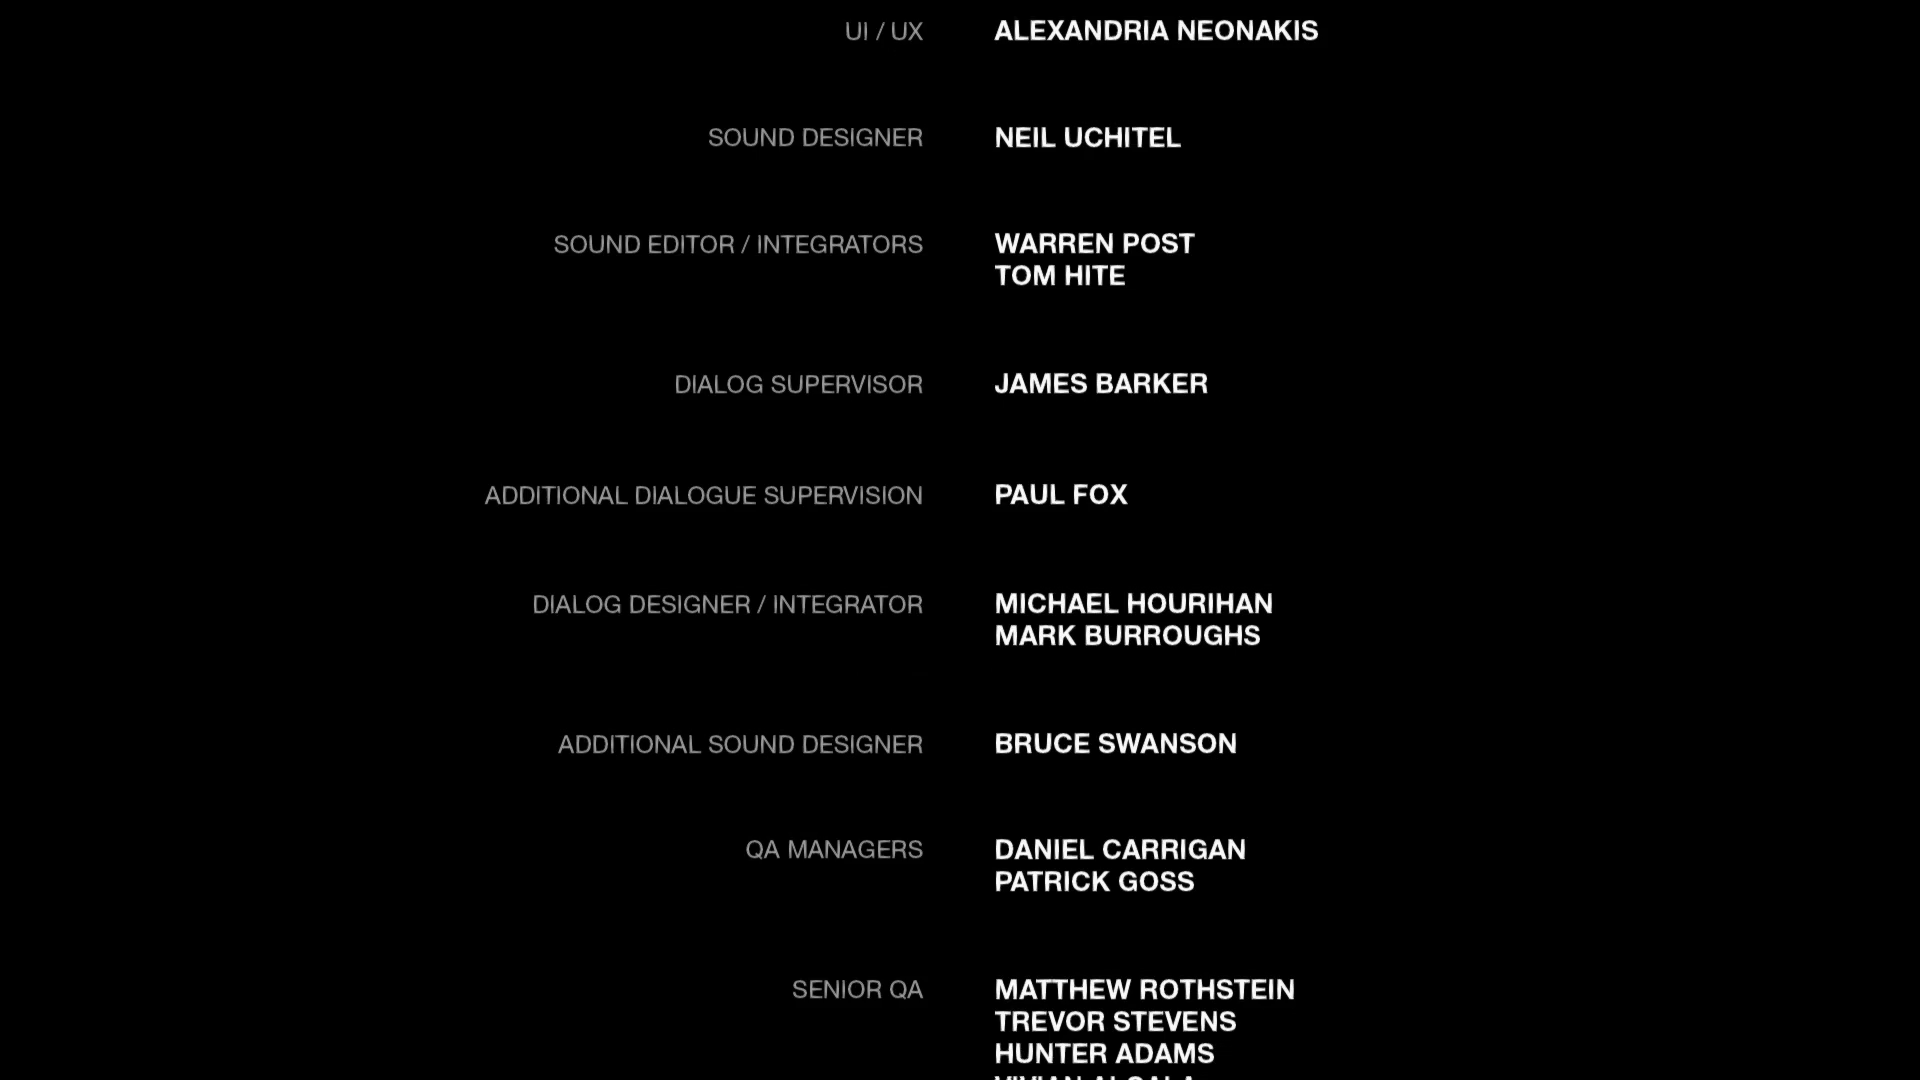 UI / UX ALEXANDRIA NEONAKIS
SOUND DESIGNER NEIL UCHITEL
SOUND EDITOR / INTEGRATORS WARREN POST
TOM HITE
DIALOG SUPERVISOR JAMES BARKER
ADDITIONAL DIALOGUE SUPERVISION PAUL FOX
DIALOG DESIGNER / INTEGRATOR MICHAEL HOURIHAN
MARK BURROUGHS
ADDITIONAL SOUND DESIGNER BRUCE SWANSON
QA MANAGERS DANIEL CARRIGAN
PATRICK GOSS
SENIOR QA MATTHEW ROTHSTEIN
TREVOR STEVENS
HUNTER ADAMS